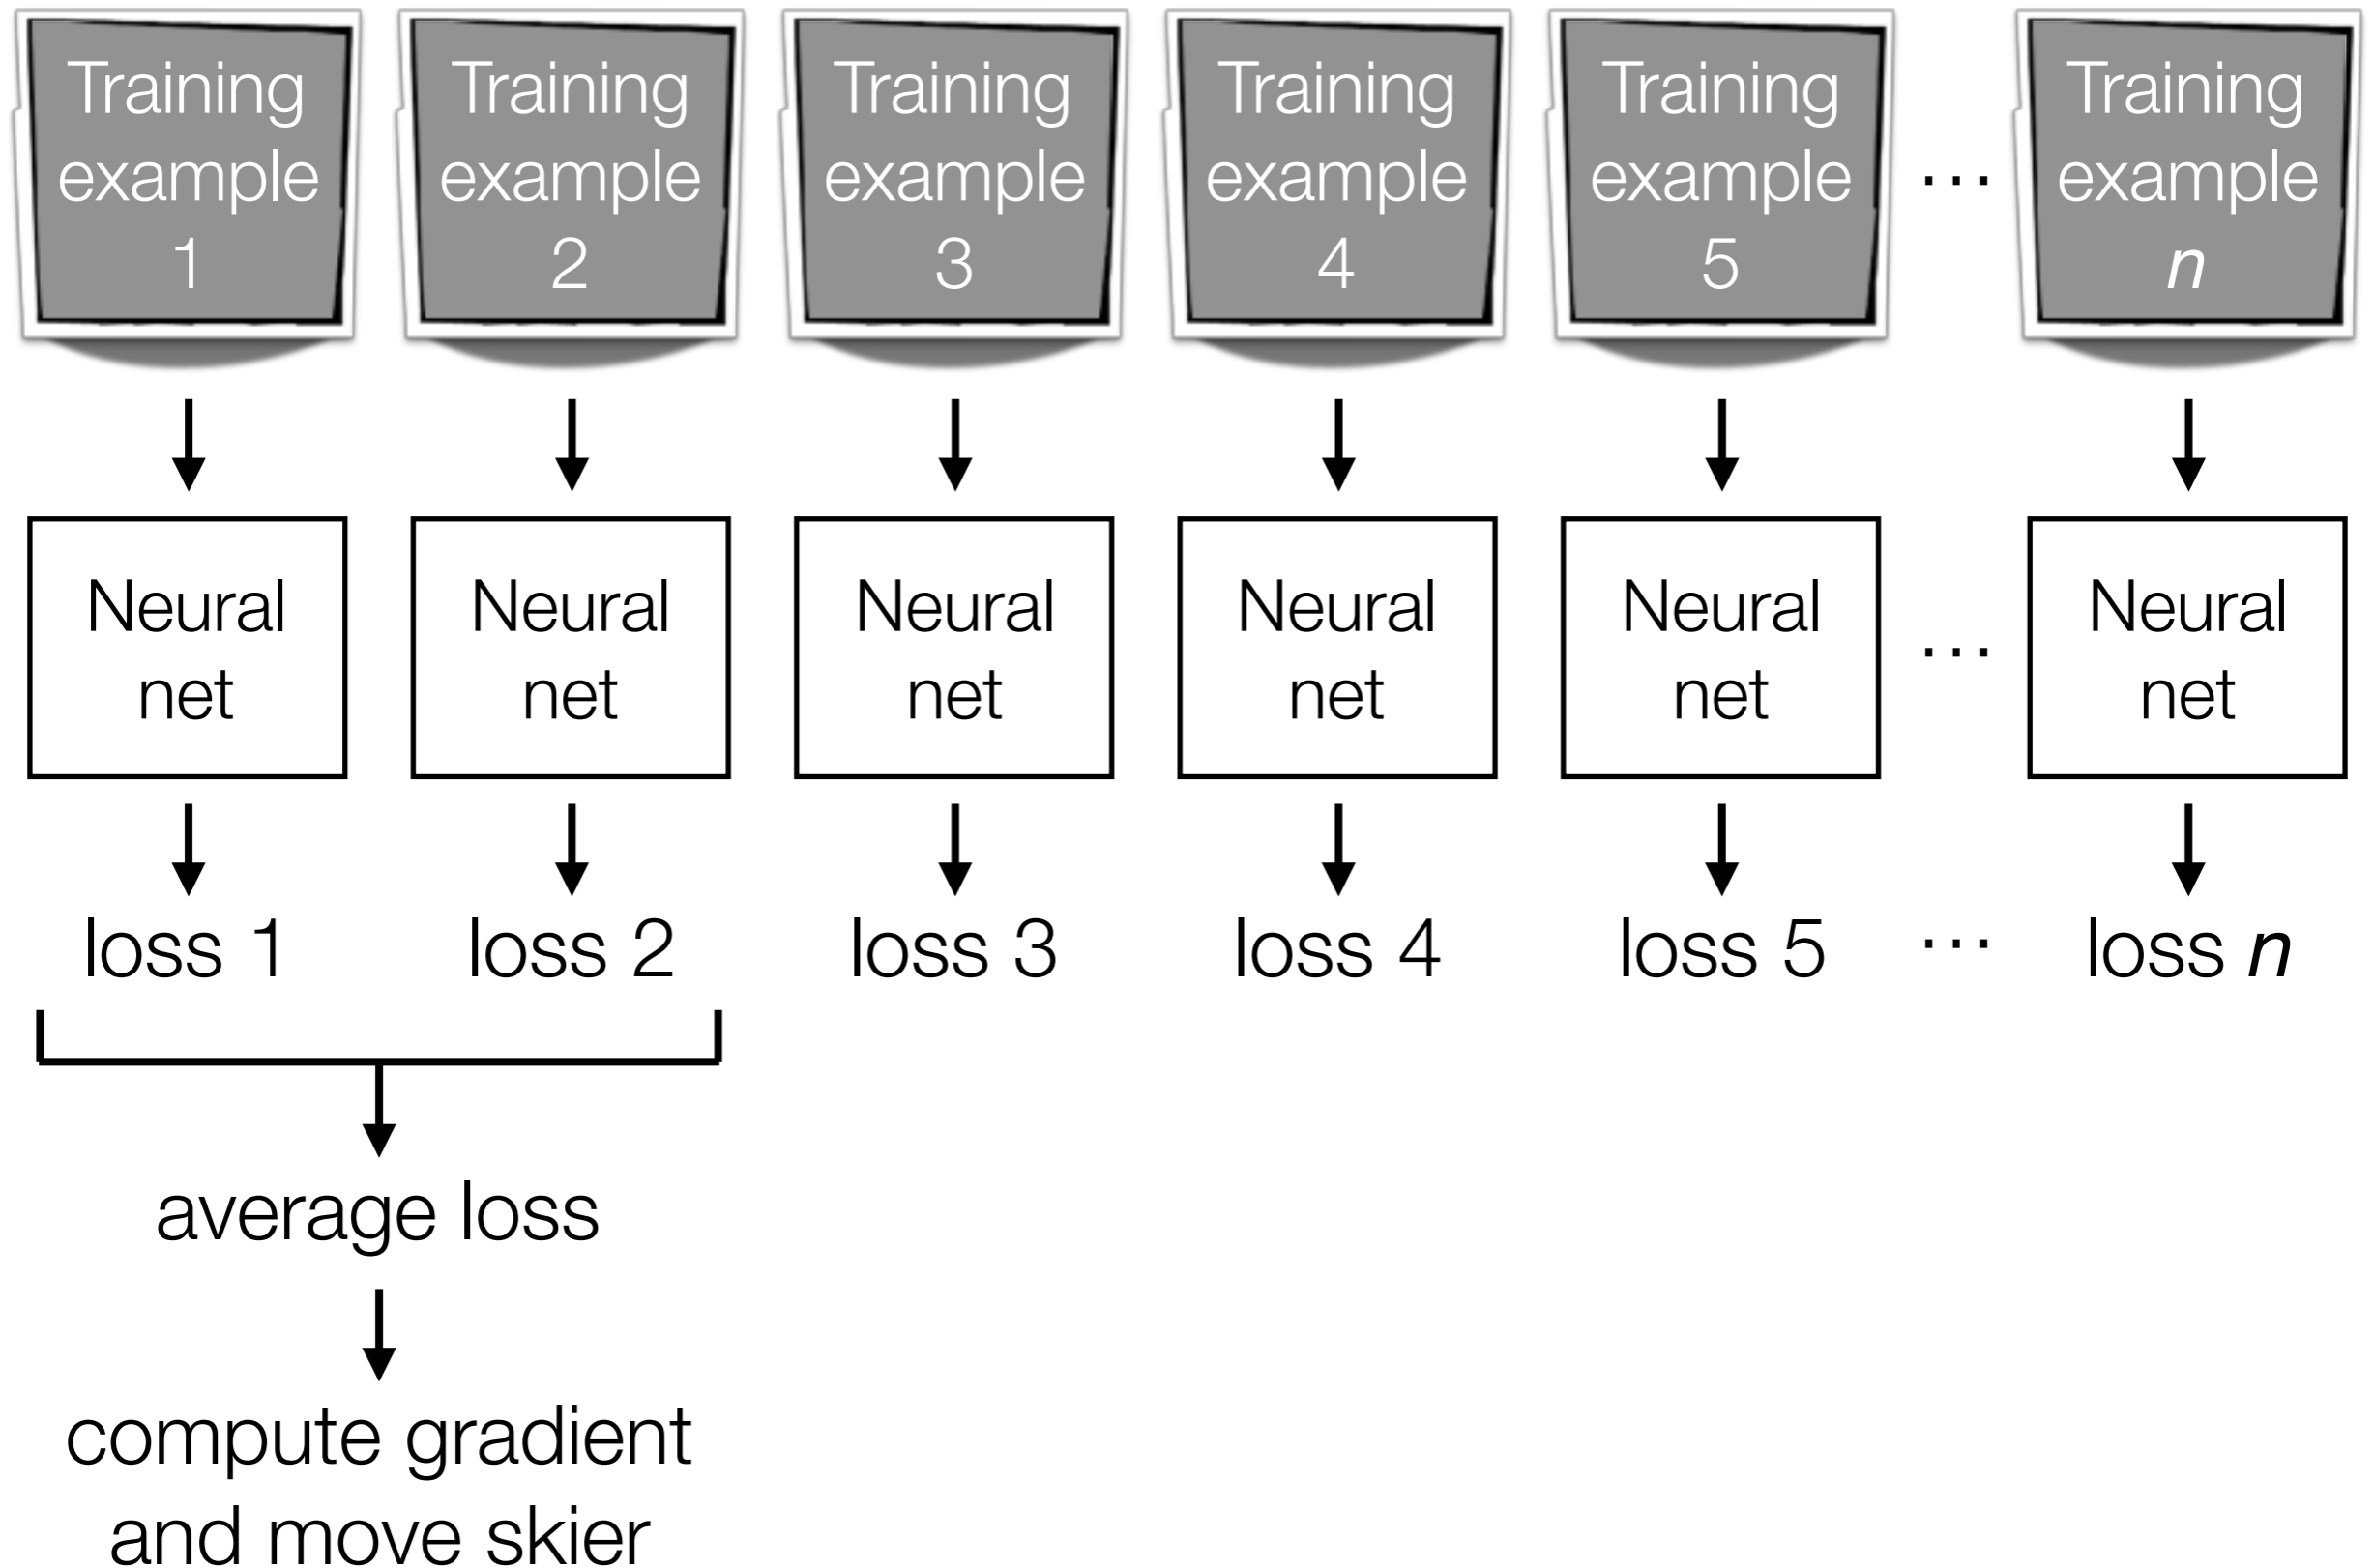 Training
example
1
Training
example
2
Training
example
3
Training
example
4
Training
example
5
...
Training
example
n
Neural
net
Neural
net
Neural
net
Neural
net
Neural
net
...
Neural
net
loss 1
loss 2
loss 3
loss 4
loss 5
...
loss n
average loss
compute gradient
and move skier